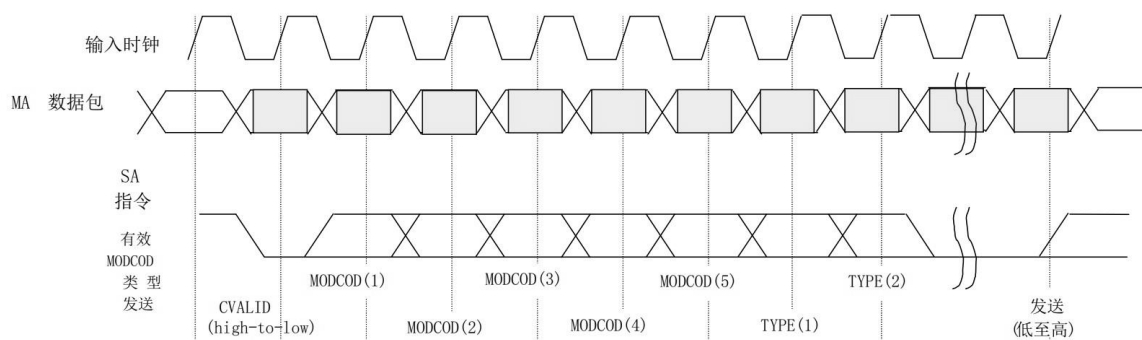 输入时钟
MA 数据包
SA
指令
有效
MODCOD
类 型
发送
MODCOD(1)
MODCOD(3)
MODCOD(5)
TYPE(2)
CVALID
(high-to-low)
MODCOD(2)
MODCOD(4)
TYPE(1)
发送
(低至高)